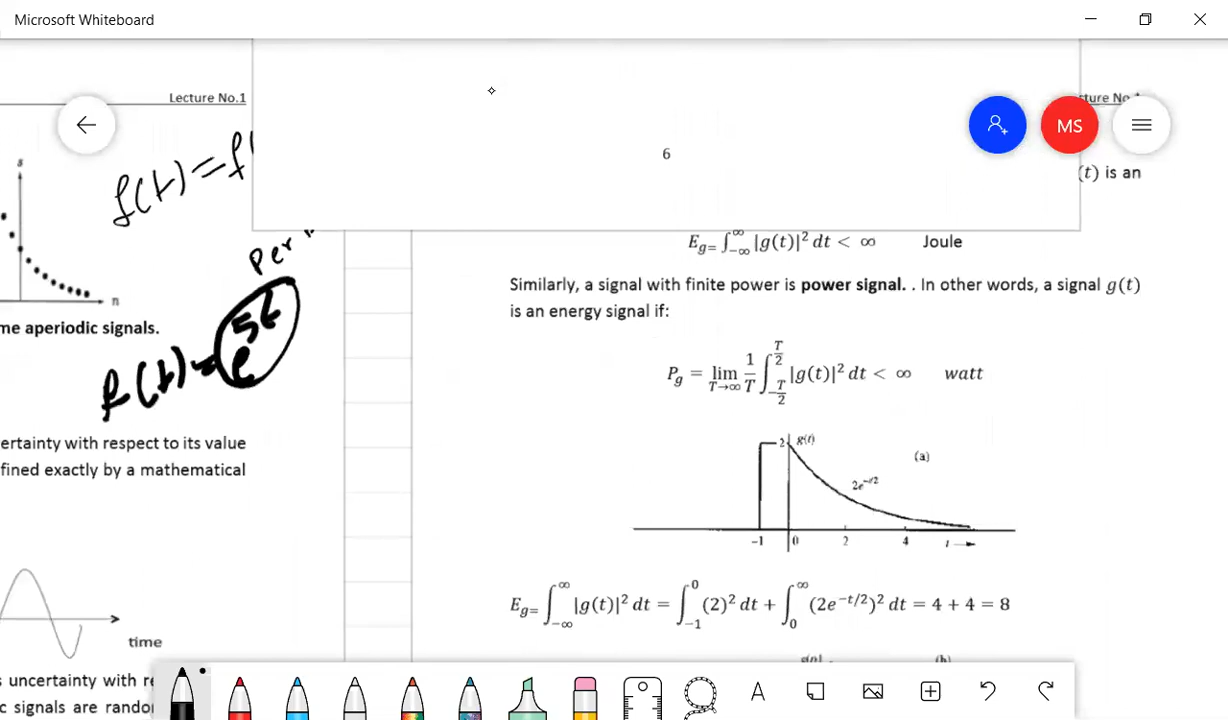 Microsoft Whiteboard
Lecture No.1
MS
6
f(t)=f
s
n
me aperiodic signals.
Per
f(t)=e^{5t}
ertainty with respect to its value
fined exactly by a mathematical
time
s uncertainty with re
c signals are rando
(t) is an
E_{g=} ∫_{-∞}^{∞} |g(t)|² dt < ∞ Joule
Similarly, a signal with finite power is power signal. . In other words, a signal g(t)
is an energy signal if:
P_g = lim_{T→∞} 1/T ∫_{-T/2}^{T/2} |g(t)|² dt < ∞ watt
2 g(t)
(a)
2e^{-t/2}
-1 0 2 4 t
E_{g=} ∫_{-∞}^{∞} |g(t)|² dt = ∫_{-1}^{0} (2)² dt + ∫_{0}^{∞} (2e^{-t/2})² dt = 4 + 4 = 8
A